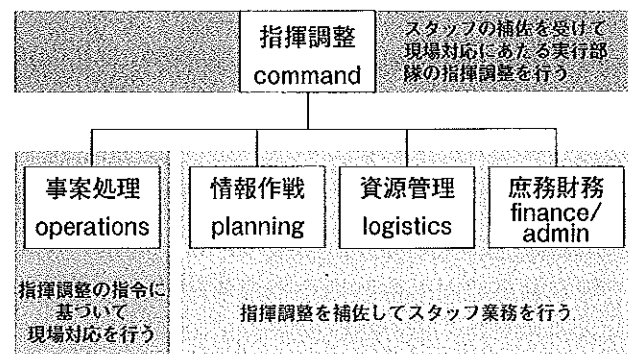 指揮調整
command
スタッフの補佐を受けて
現場対応にあたる実行部
隊の指揮調整を行う
事案処理
operations
情報作戦
planning
資源管理
logistics
庶務財務
finance/
admin
指揮調整の指令に
基づいて
現場対応を行う
指揮調整を補佐してスタッフ業務を行う